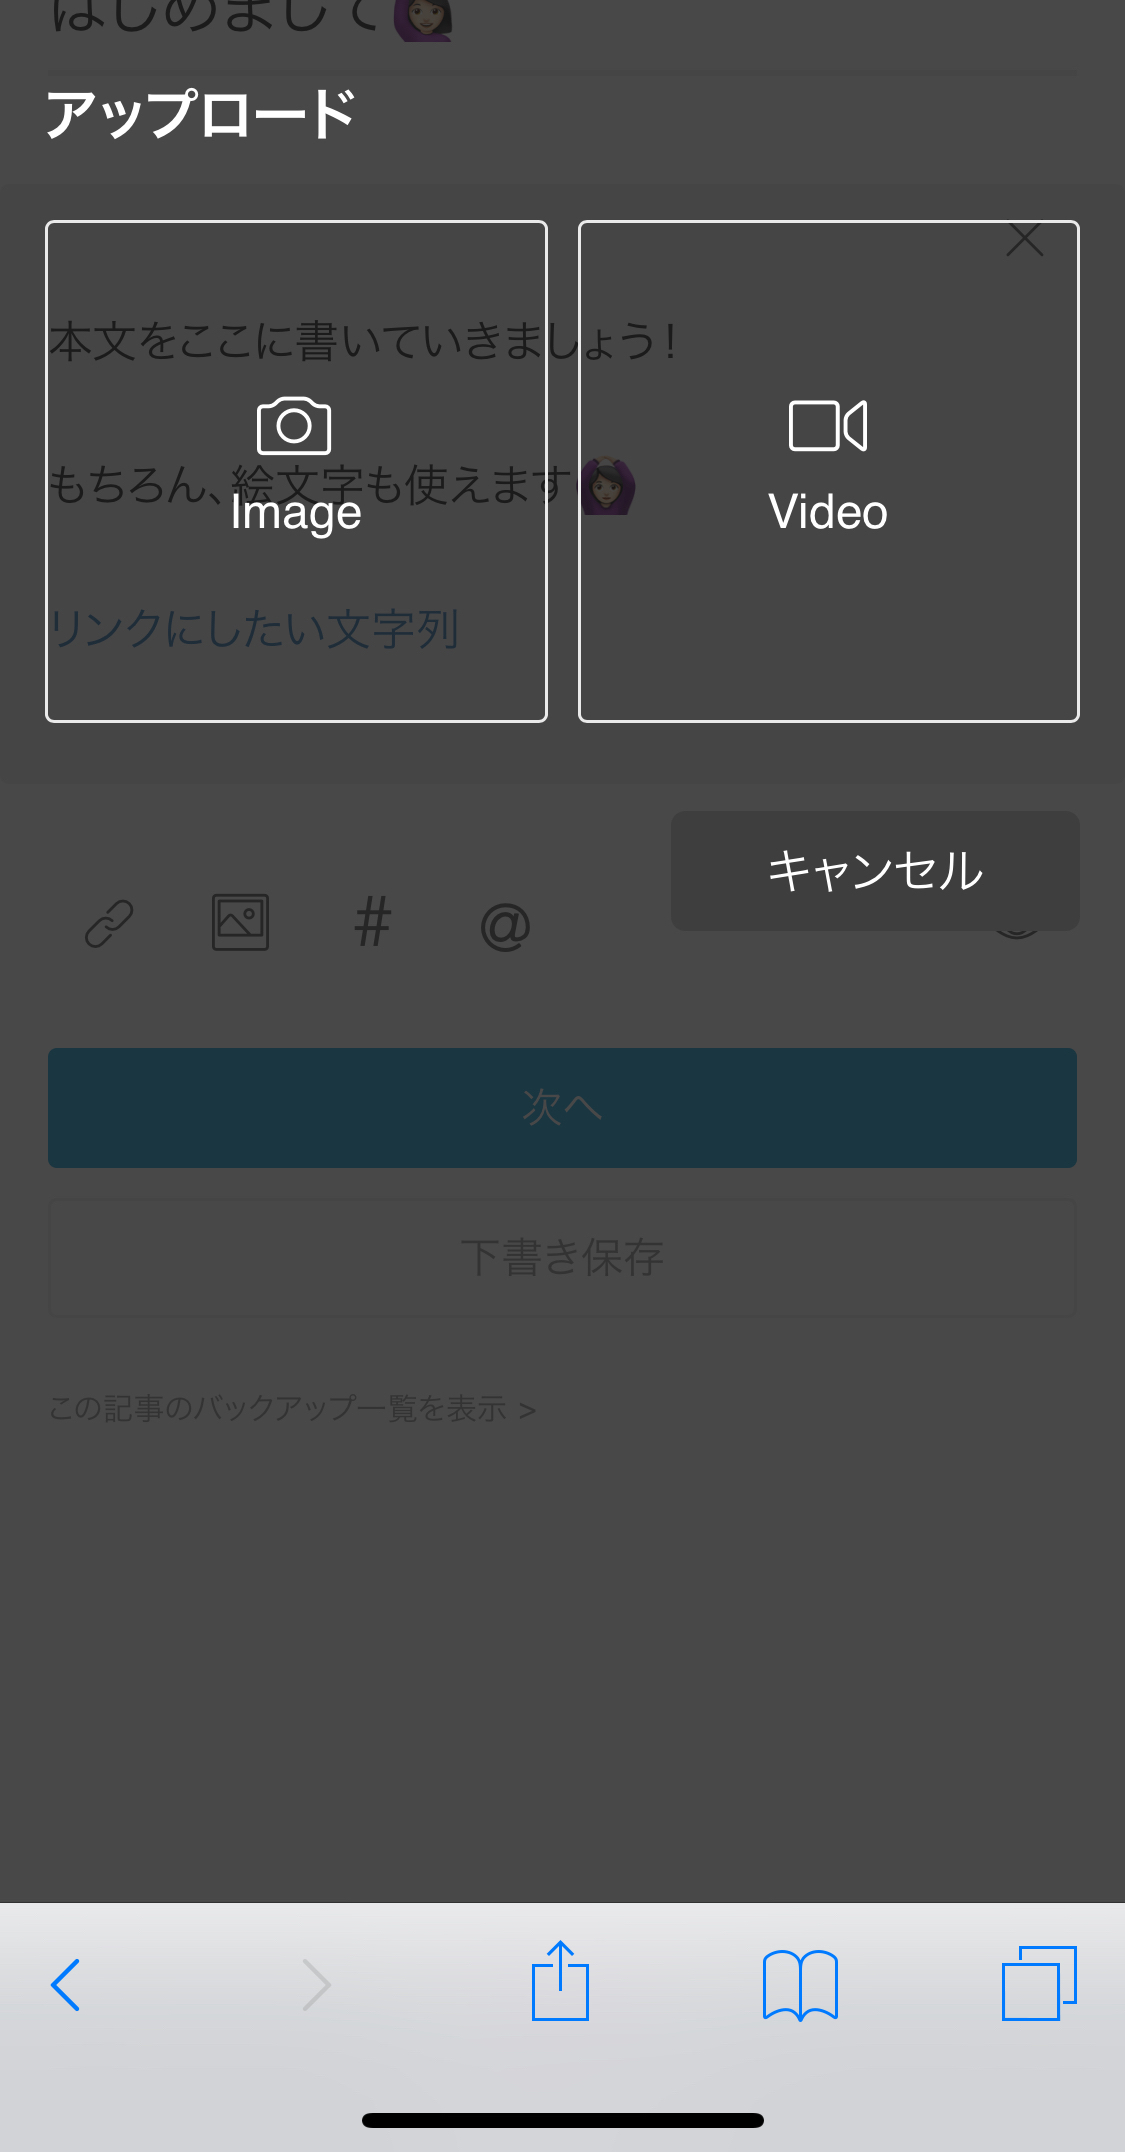 はじめまして🙋🏻‍♀️
アップロード
本文をここに書いていきましょう！
もちろん、絵文字も使えます🙆🏻‍♀️
Image
Video
リンクにしたい文字列
キャンセル
# @
次へ
下書き保存
この記事のバックアップ一覧を表示 >